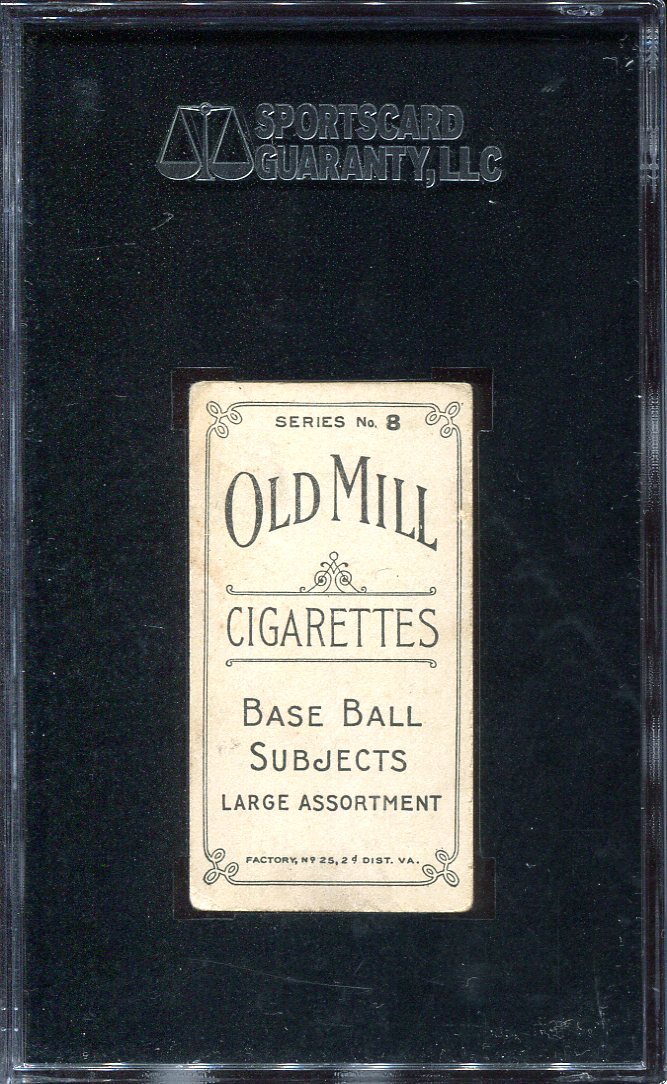 SPORTSCARD
GUARANTY, LLC
SERIES No. 8
OLD MILL
CIGARETTES
BASE BALL
SUBJECTS
LARGE ASSORTMENT
FACTORY, Nº 25, 2d DIST. VA.